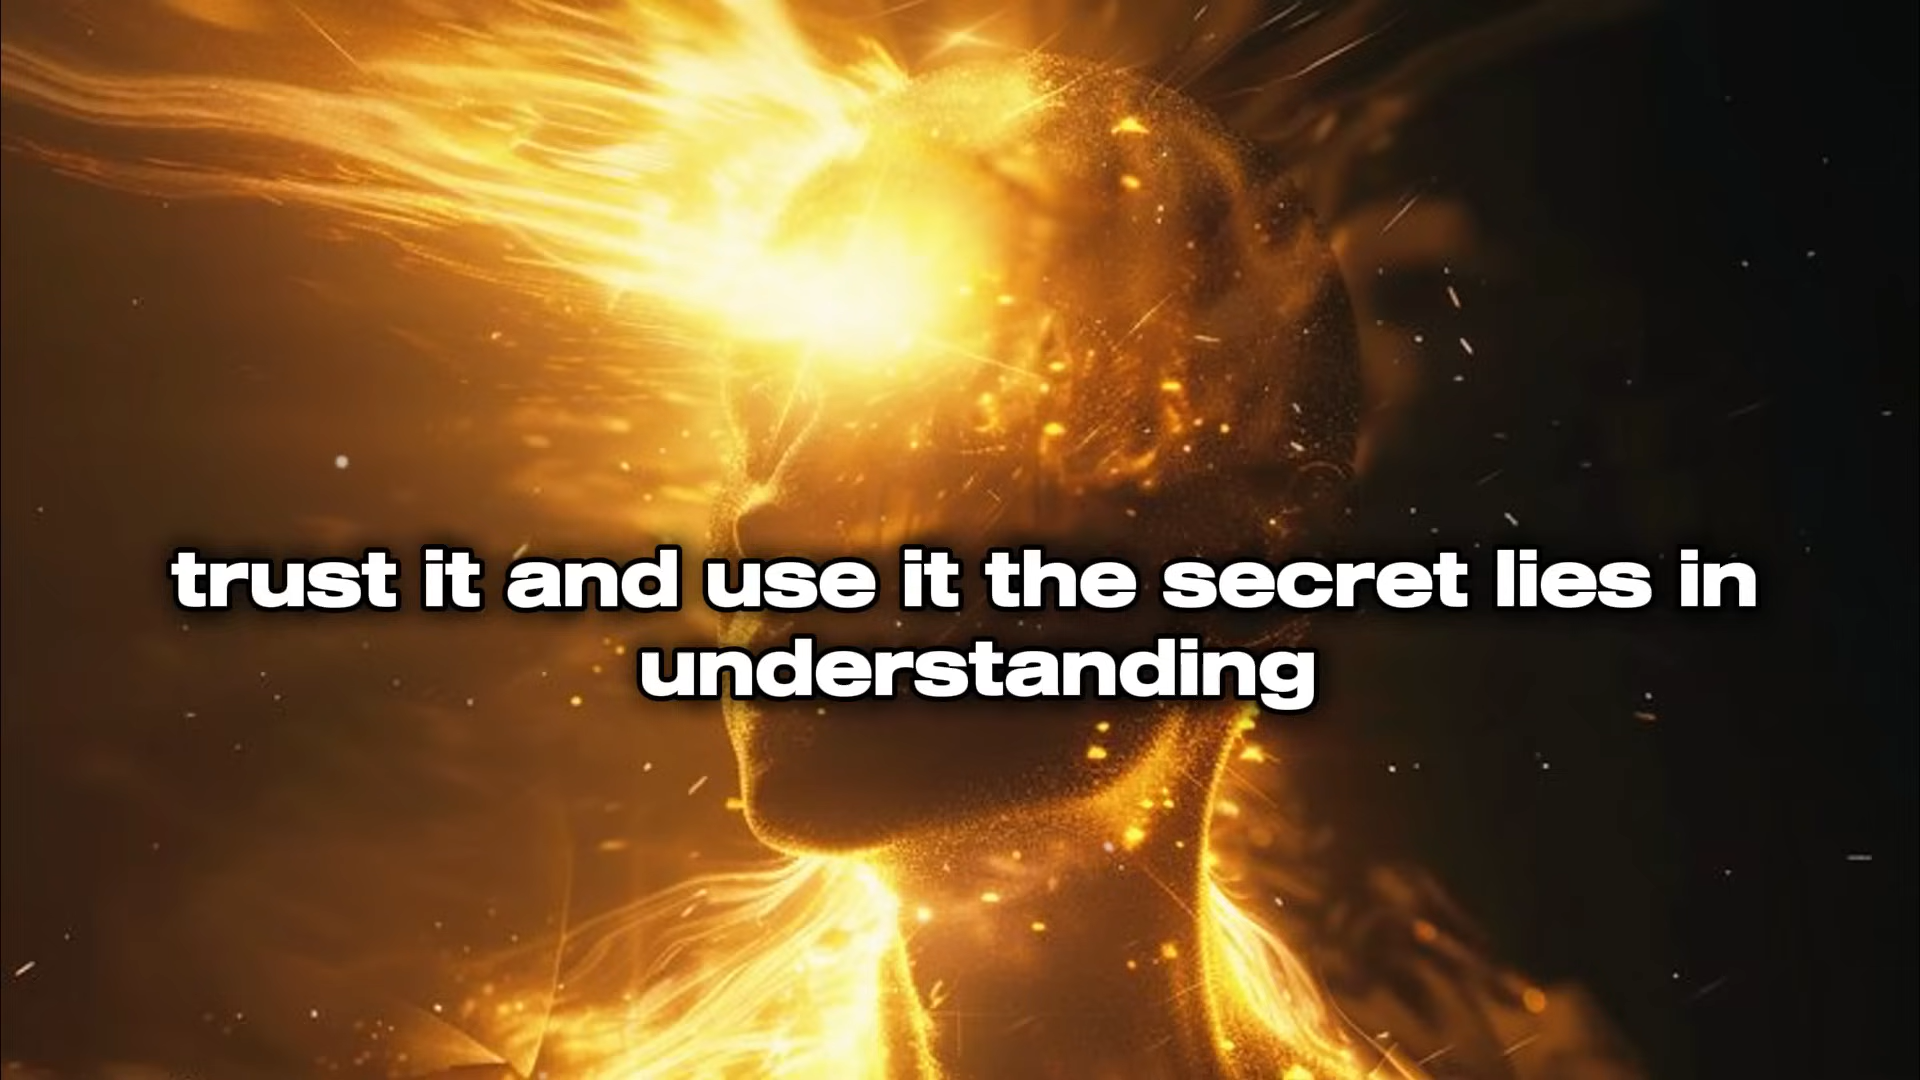 trust it and use it the secret lies in
understanding